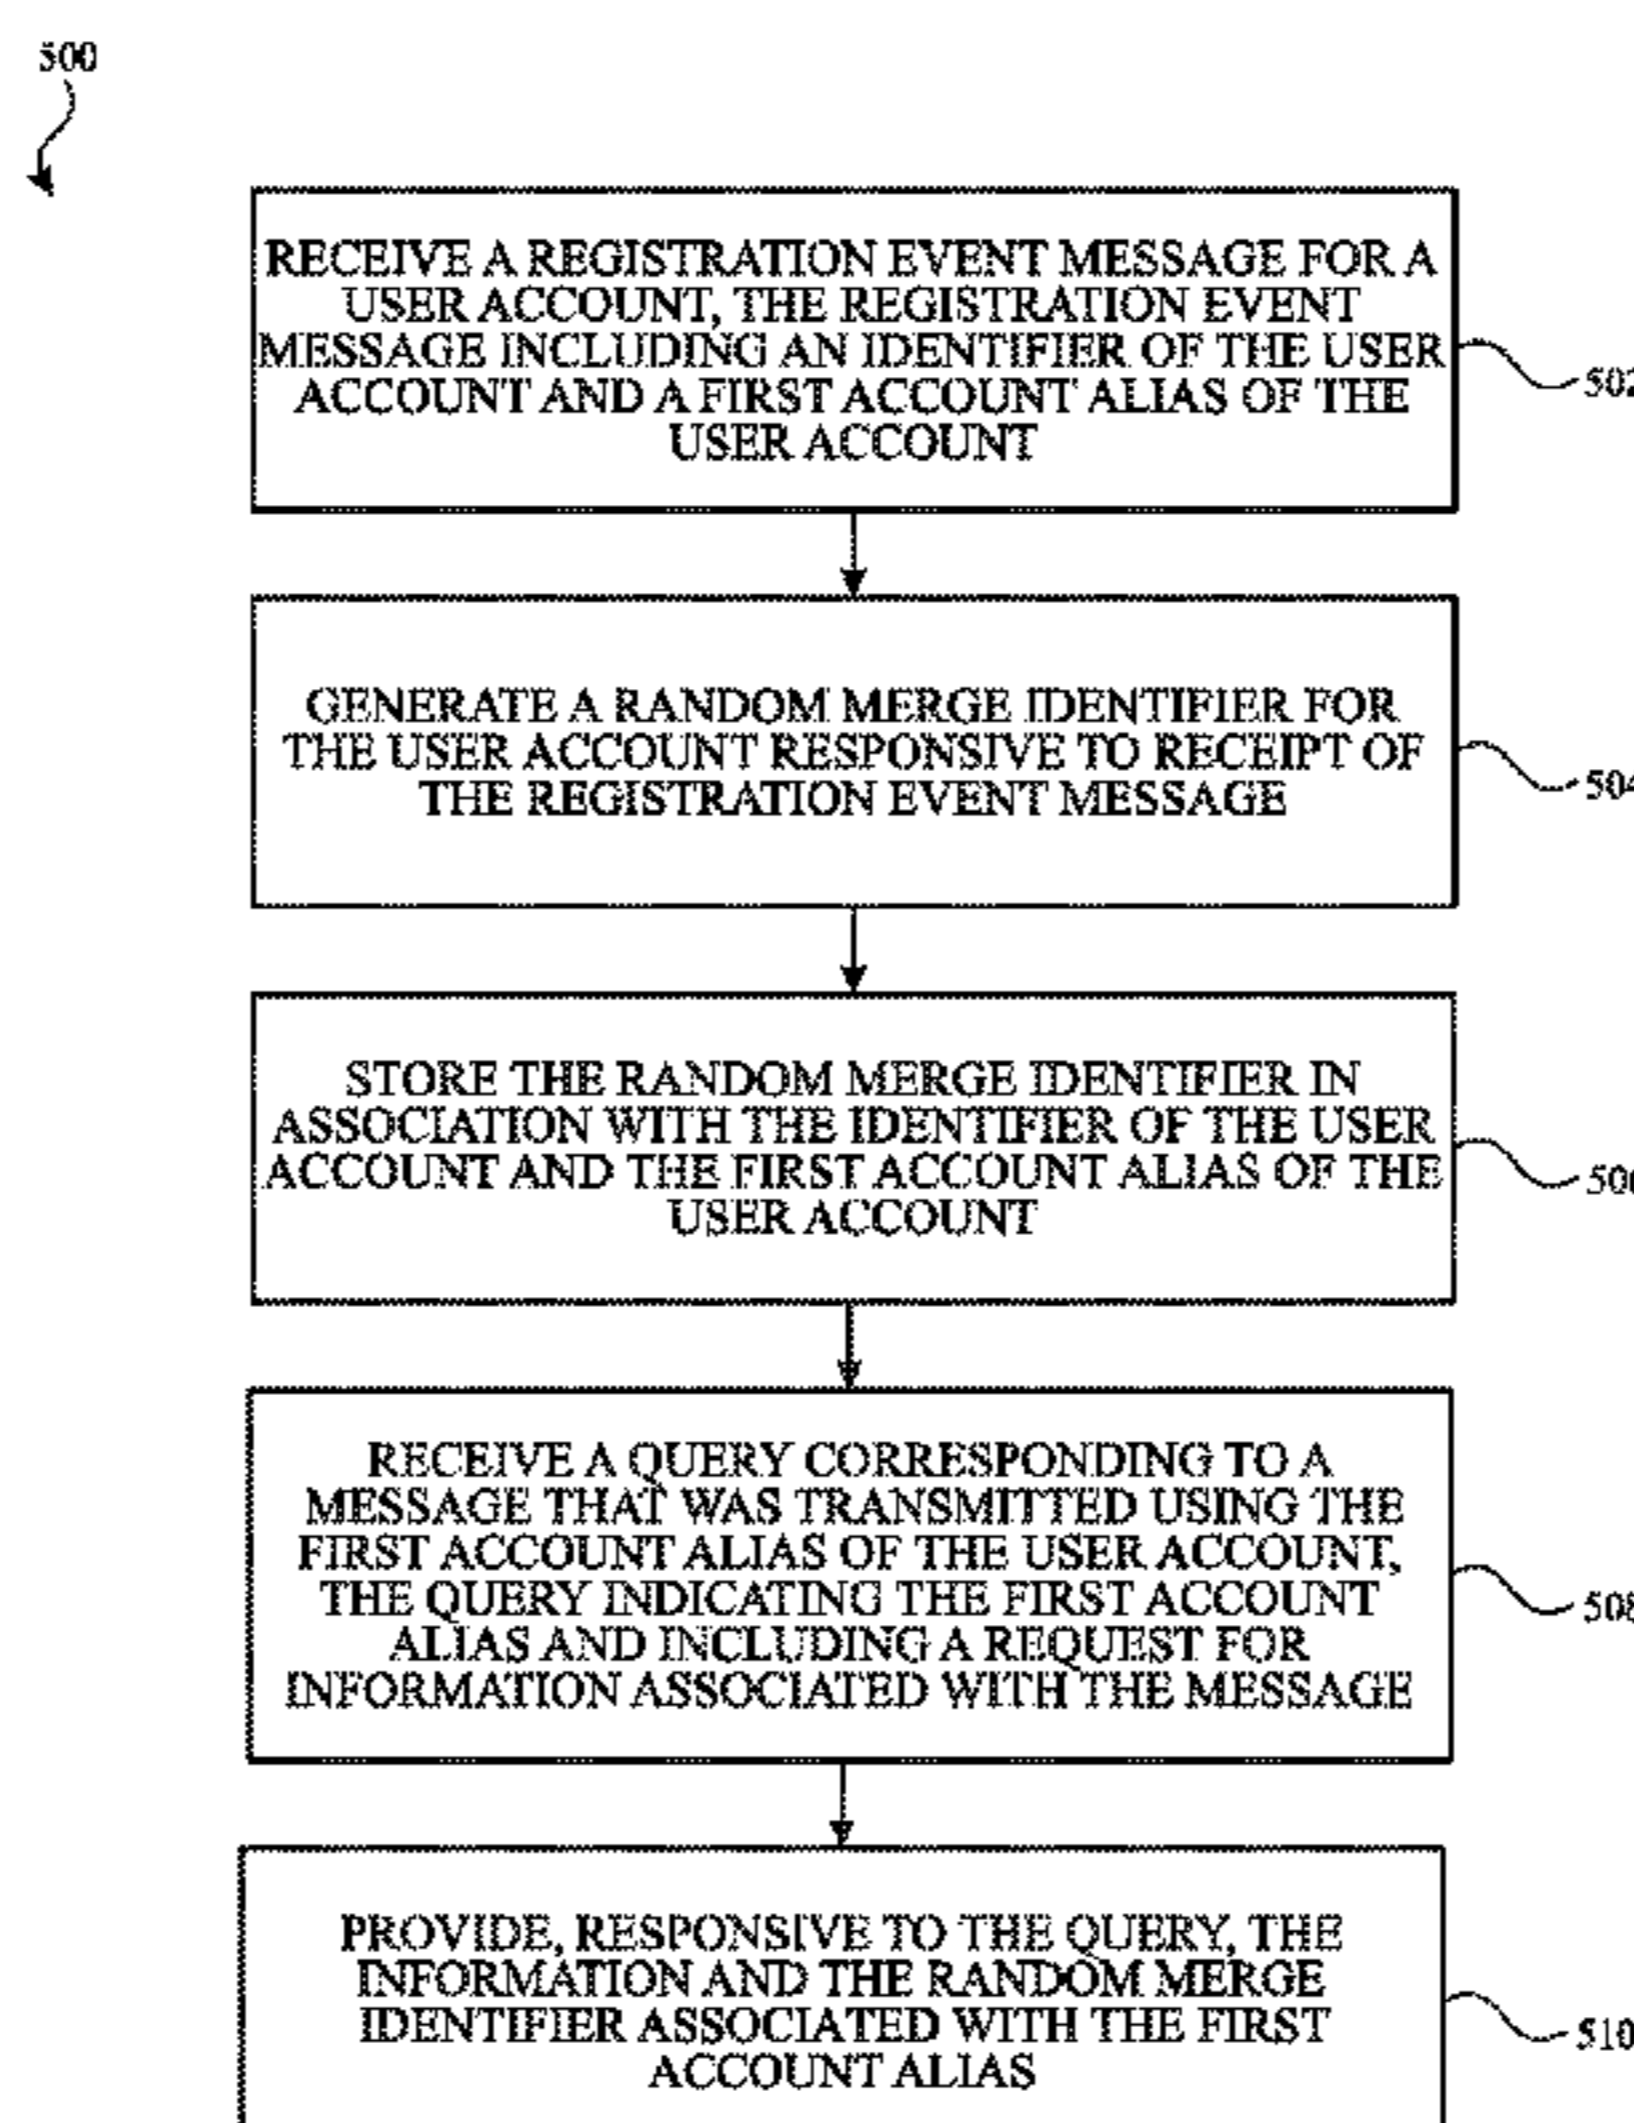 500
RECEIVE A REGISTRATION EVENT MESSAGE FOR A
USER ACCOUNT, THE REGISTRATION EVENT
MESSAGE INCLUDING AN IDENTIFIER OF THE USER
ACCOUNT AND A FIRST ACCOUNT ALIAS OF THE
USER ACCOUNT
502
GENERATE A RANDOM MERGE IDENTIFIER FOR
THE USER ACCOUNT RESPONSIVE TO RECEIPT OF
THE REGISTRATION EVENT MESSAGE
504
STORE THE RANDOM MERGE IDENTIFIER IN
ASSOCIATION WITH THE IDENTIFIER OF THE USER
ACCOUNT AND THE FIRST ACCOUNT ALIAS OF THE
USER ACCOUNT
506
RECEIVE A QUERY CORRESPONDING TO A
MESSAGE THAT WAS TRANSMITTED USING THE
FIRST ACCOUNT ALIAS OF THE USER ACCOUNT,
THE QUERY INDICATING THE FIRST ACCOUNT
ALIAS AND INCLUDING A REQUEST FOR
INFORMATION ASSOCIATED WITH THE MESSAGE
508
PROVIDE, RESPONSIVE TO THE QUERY, THE
INFORMATION AND THE RANDOM MERGE
IDENTIFIER ASSOCIATED WITH THE FIRST
ACCOUNT ALIAS
510